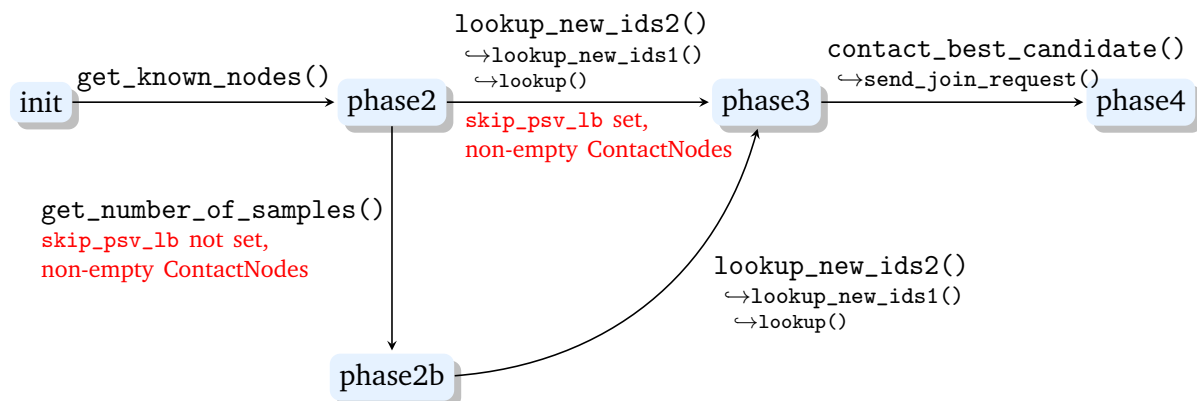 init
get_known_nodes()
phase2
lookup_new_ids2()
↪lookup_new_ids1()
↪lookup()
skip_psv_lb set,
non-empty ContactNodes
phase3
contact_best_candidate()
↪send_join_request()
phase4
get_number_of_samples()
skip_psv_lb not set,
non-empty ContactNodes
lookup_new_ids2()
↪lookup_new_ids1()
↪lookup()
phase2b